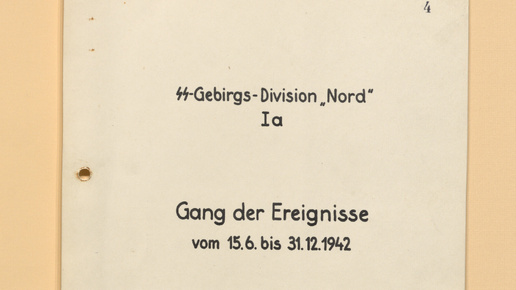 4
SS-Gebirgs-Division „Nord“
Ia
Gang der Ereignisse
vom 15.6. bis 31.12.1942